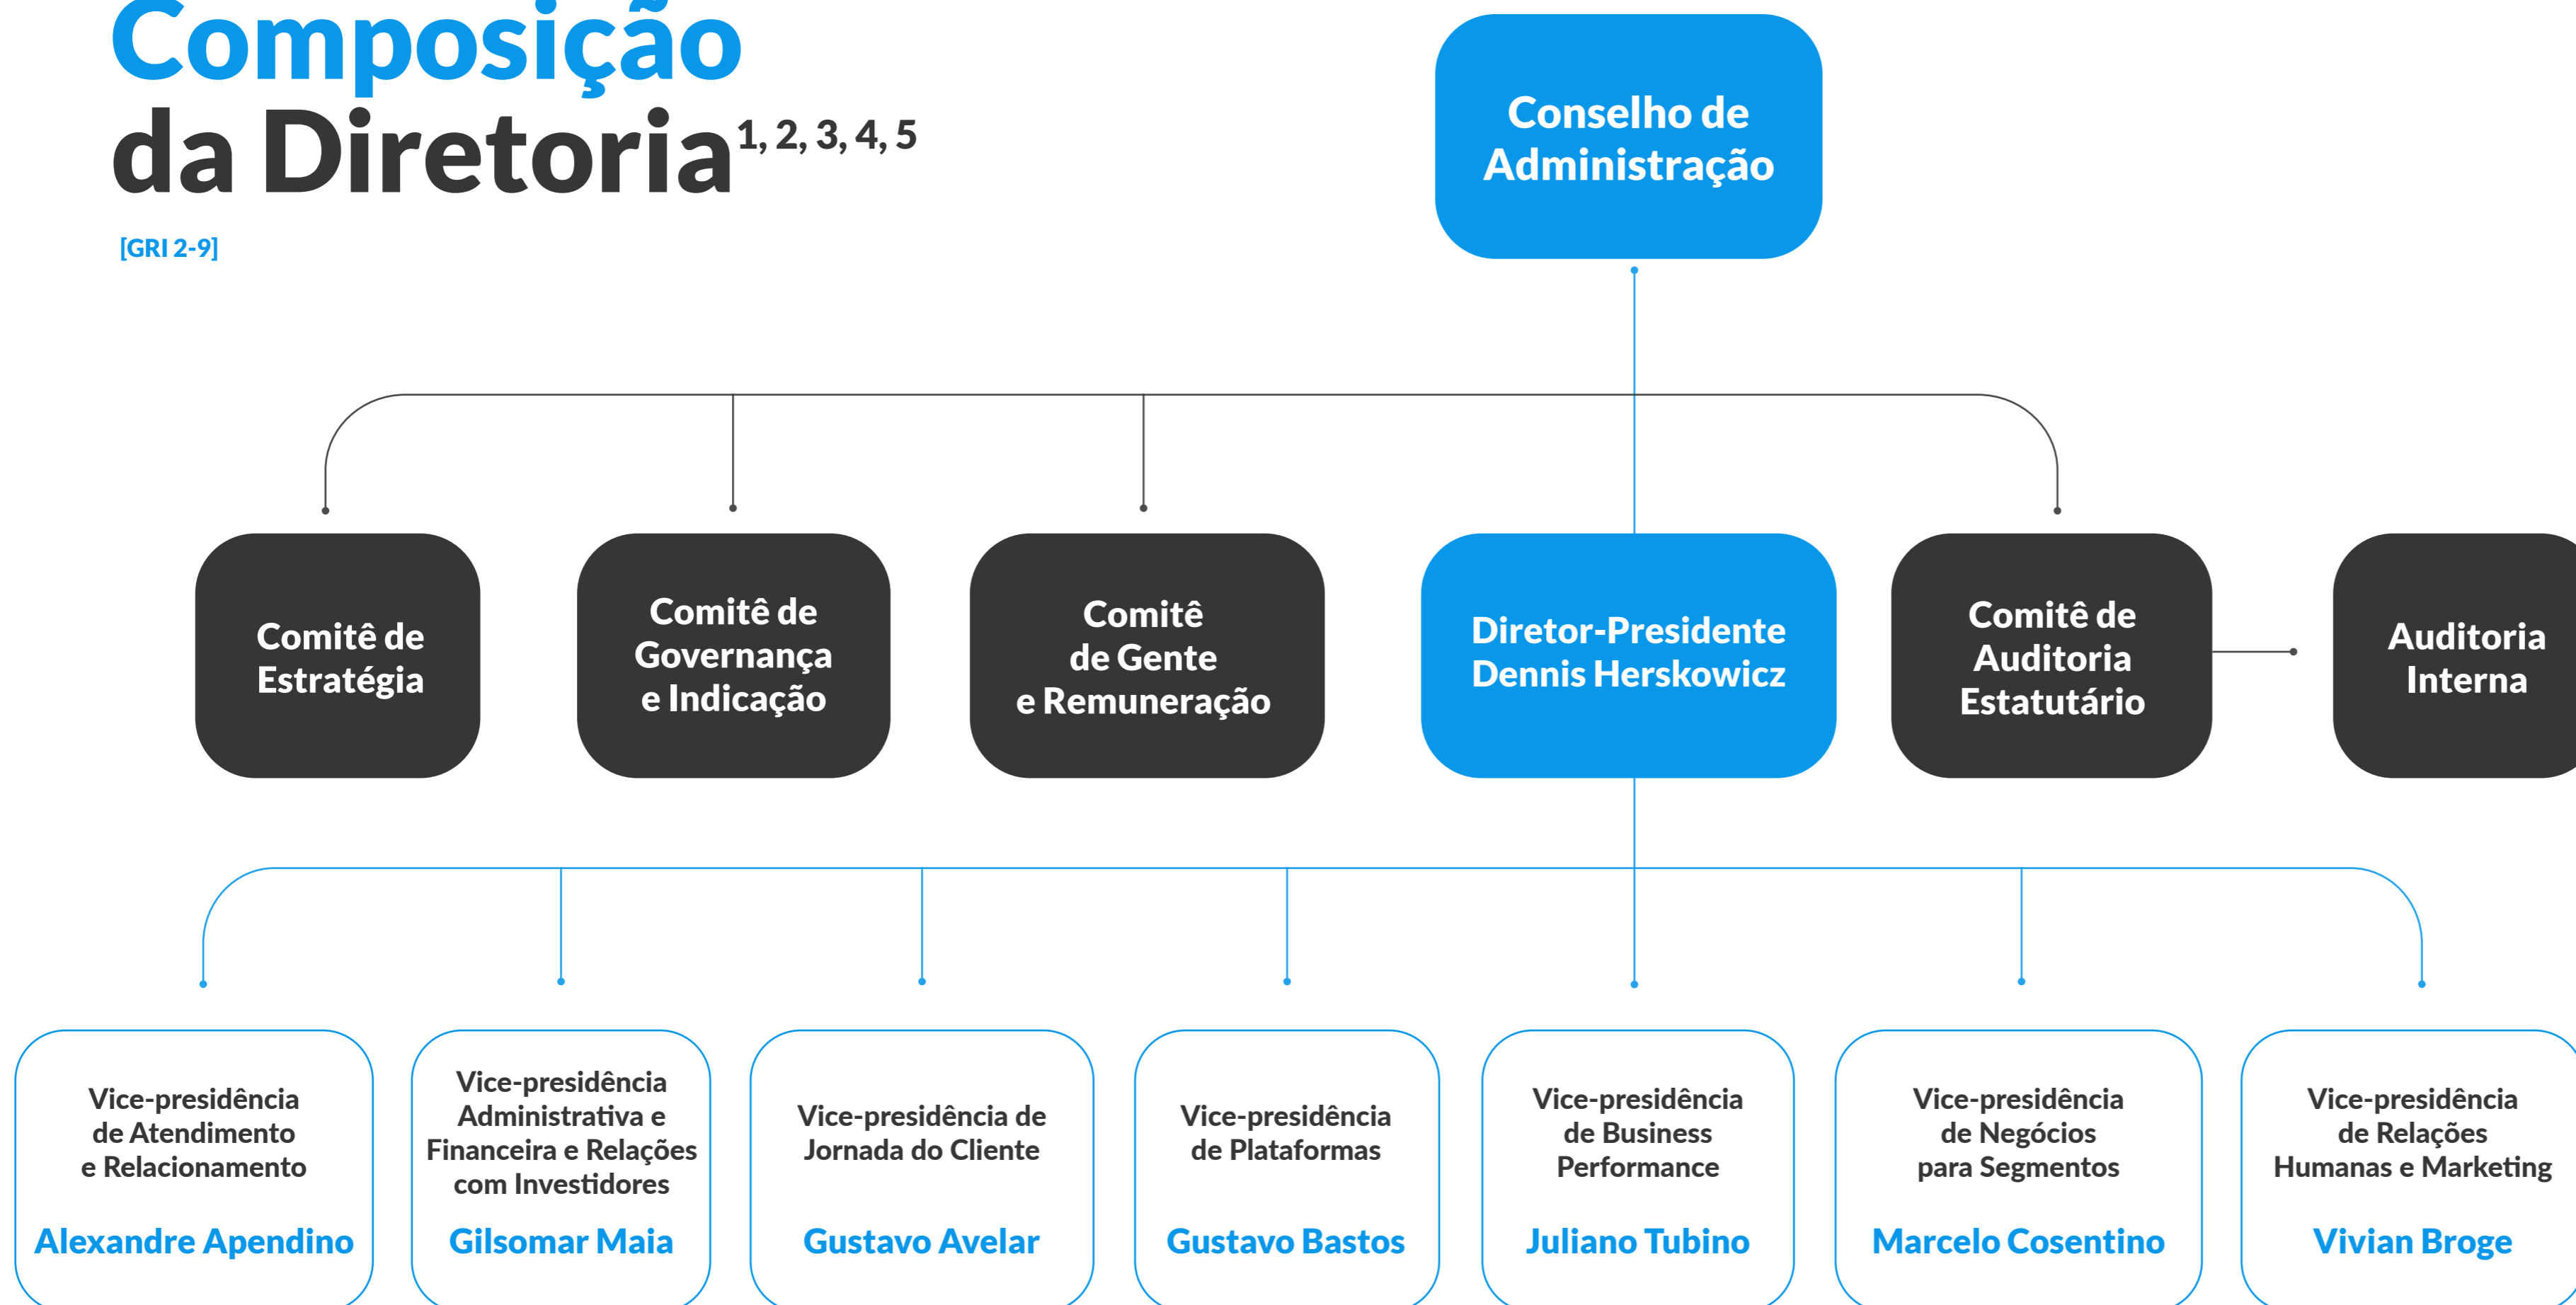 Composição
da Diretoria1, 2, 3, 4, 5
[GRI 2-9]
Conselho de
Administração
Comitê de
Estratégia
Comitê de
Governança
e Indicação
Comitê
de Gente
e Remuneração
Diretor-Presidente
Dennis Herskowicz
Comitê de
Auditoria
Estatutário
Auditoria
Interna
Vice-presidência
de Atendimento
e Relacionamento
Alexandre Apendino
Vice-presidência
Administrativa e
Financeira e Relações
com Investidores
Gilsomar Maia
Vice-presidência de
Jornada do Cliente
Gustavo Avelar
Vice-presidência
de Plataformas
Gustavo Bastos
Vice-presidência
de Business
Performance
Juliano Tubino
Vice-presidência
de Negócios
para Segmentos
Marcelo Cosentino
Vice-presidência
de Relações
Humanas e Marketing
Vivian Broge